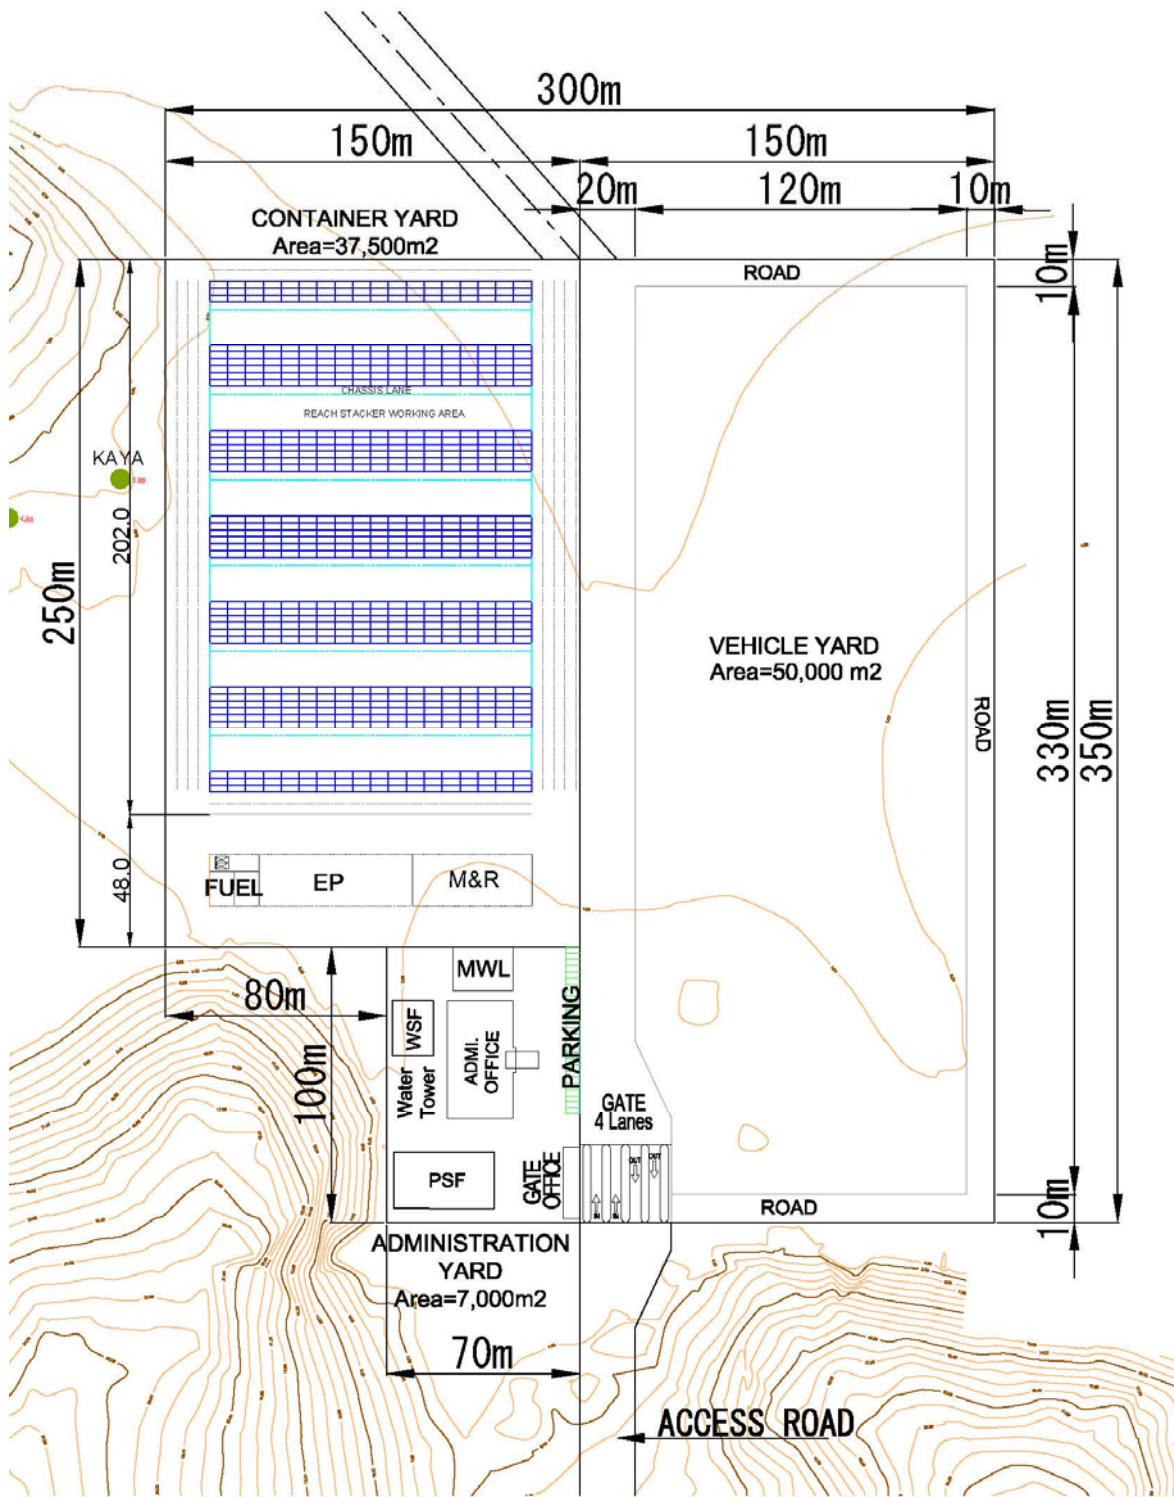 300m
150m
150m
20m
120m
10m
CONTAINER YARD
Area=37,500m2
ROAD
10m
CHASSIS LANE
REACH STACKER WORKING AREA
KAYA
202.0
250m
VEHICLE YARD
Area=50,000 m2
ROAD
330m
350m
48.0
FUEL
EP
M&R
MWL
80m
WSF
ADMI.
OFFICE
PARKING
100m
Water
Tower
GATE
4 Lanes
OUT
OUT
PSF
GATE
OFFICE
IN
IN
ROAD
10m
ADMINISTRATION
YARD
Area=7,000m2
70m
ACCESS ROAD